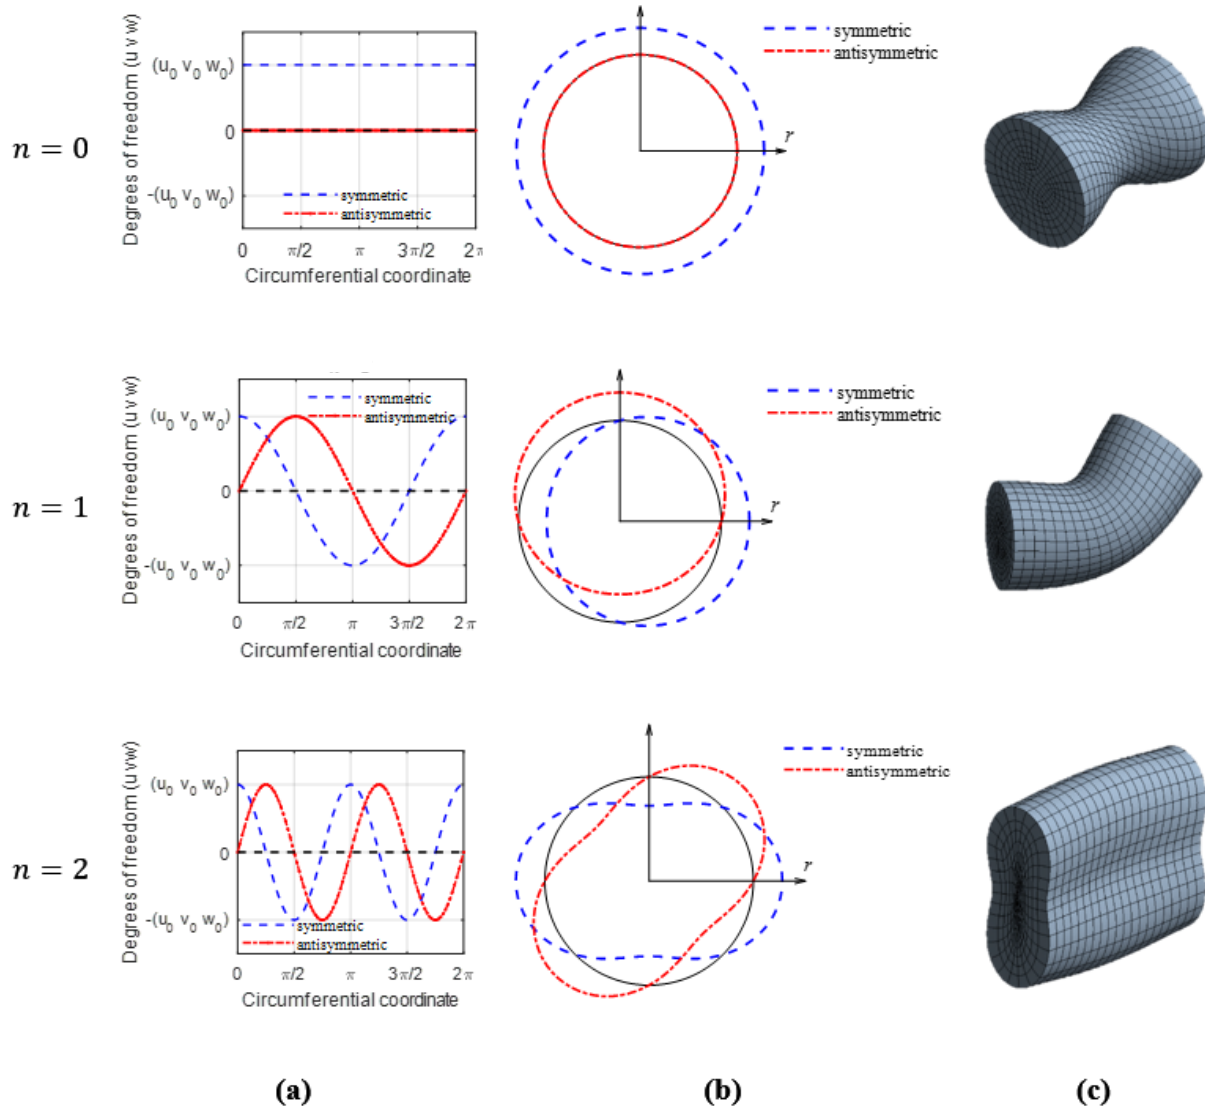 n = 0
Degrees of freedom (u v w)
(u₀ v₀ w₀)
0
-(u₀ v₀ w₀)
symmetric
antisymmetric
0 π/2 π 3π/2 2π
Circumferential coordinate
r
symmetric
antisymmetric
n = 1
Degrees of freedom (u v w)
(u₀ v₀ w₀)
0
-(u₀ v₀ w₀)
symmetric
antisymmetric
0 π/2 π 3π/2 2π
Circumferential coordinate
r
symmetric
antisymmetric
n = 2
Degrees of freedom (u vw)
(u₀ v₀ w₀)
0
-(u₀ v₀ w₀)
symmetric
antisymmetric
0 π/2 π 3π/2 2π
Circumferential coordinate
r
symmetric
antisymmetric
(a) (b) (c)